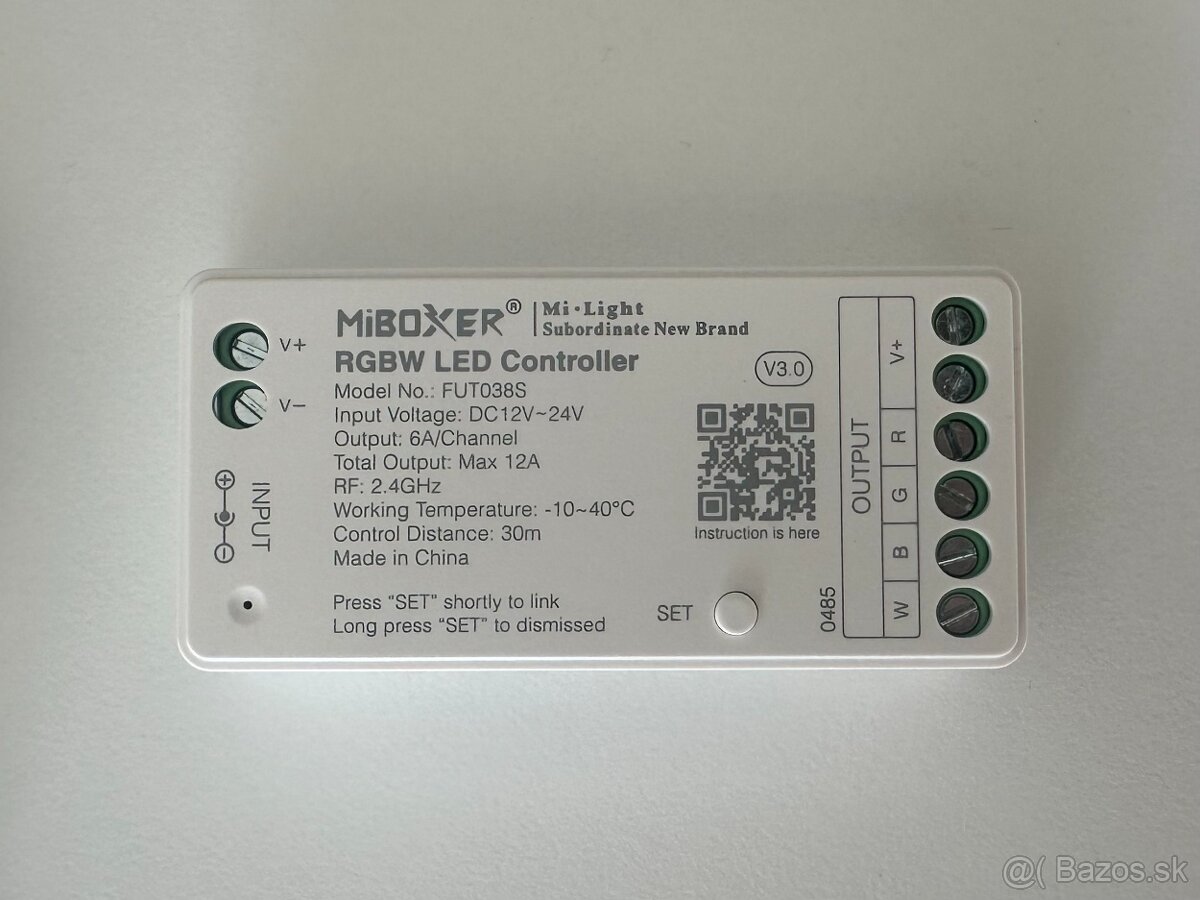 MiBOXER® | Mi·Light
Subordinate New Brand
RGBW LED Controller
V3.0
Model No.: FUT038S
Input Voltage: DC12V~24V
Output: 6A/Channel
Total Output: Max 12A
RF: 2.4GHz
Working Temperature: -10~40°C
Control Distance: 30m
Made in China
Press “SET” shortly to link
Long press “SET” to dismissed
V+
V−
INPUT
Instruction is here
SET
0485
OUTPUT
V+
R
G
B
W
@( Bazos.sk